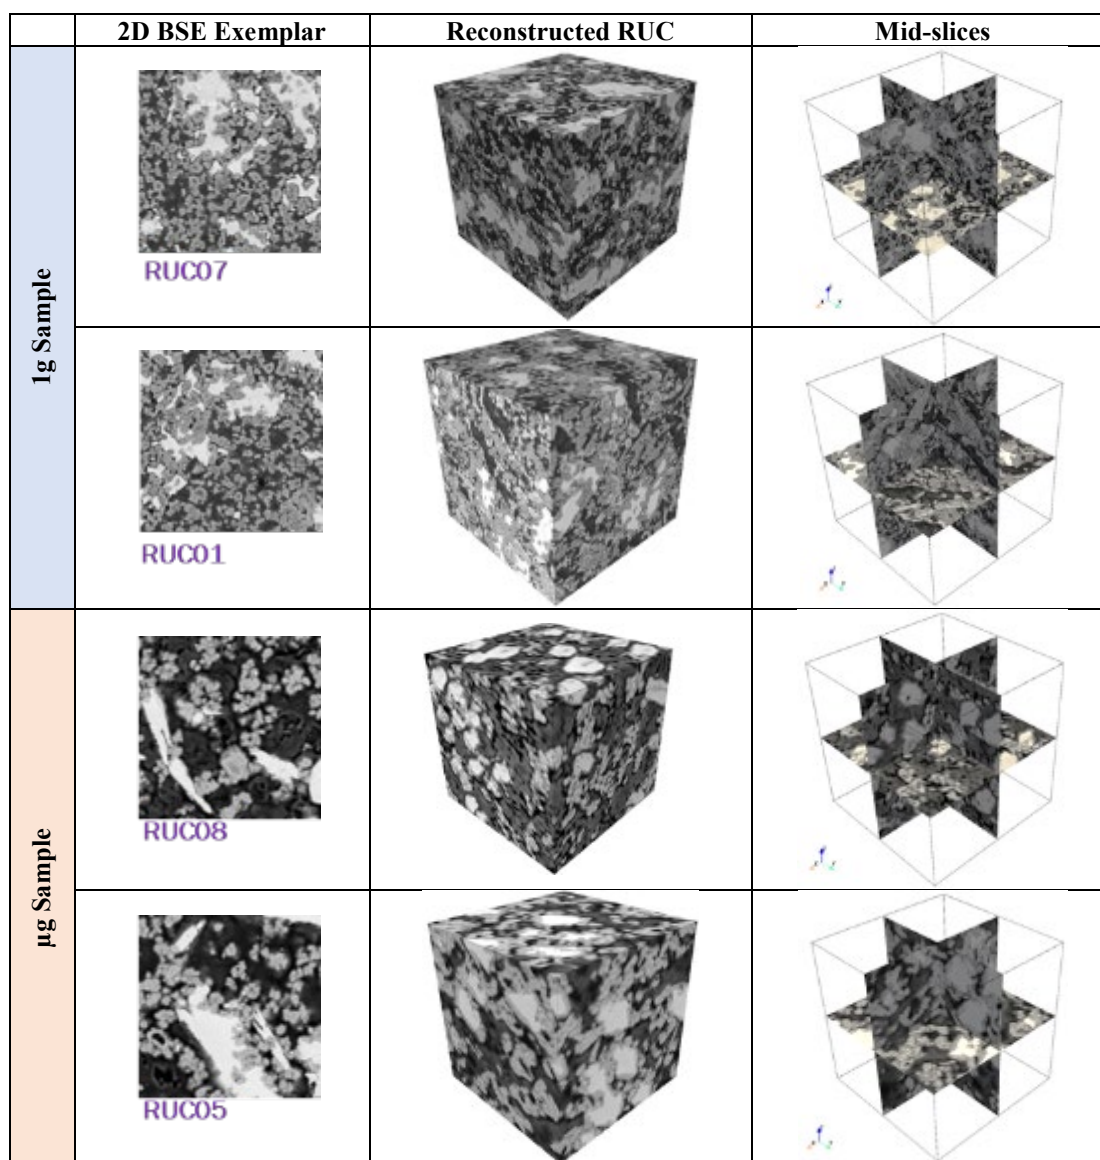 2D BSE Exemplar
Reconstructed RUC
Mid-slices
1g Sample
RUC07
RUC01
µg Sample
RUC08
RUC05